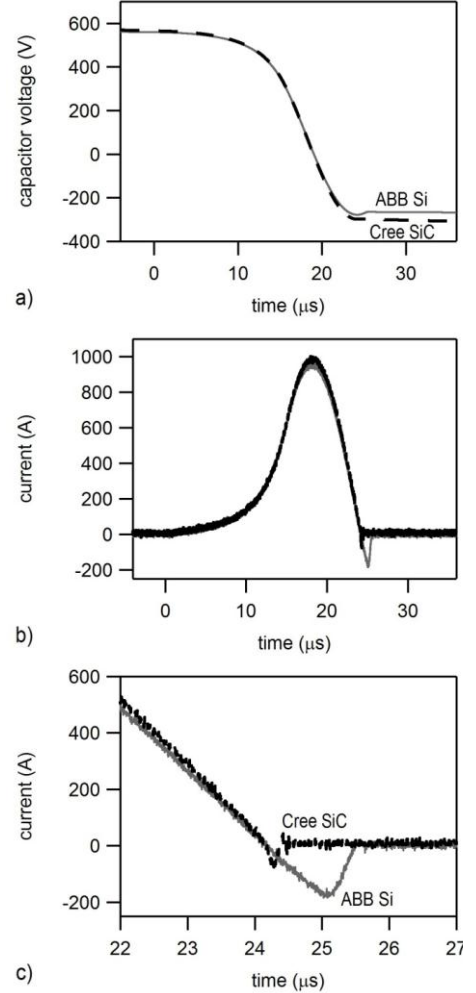 600
400
200
0
-200
-400
capacitor voltage (V)
ABB Si
Cree SiC
0 10 20 30
time (μs)
a)
1000
800
600
400
200
0
-200
current (A)
0 10 20 30
time (μs)
b)
600
400
200
0
-200
current (A)
Cree SiC
ABB Si
22 23 24 25 26 27
time (μs)
c)